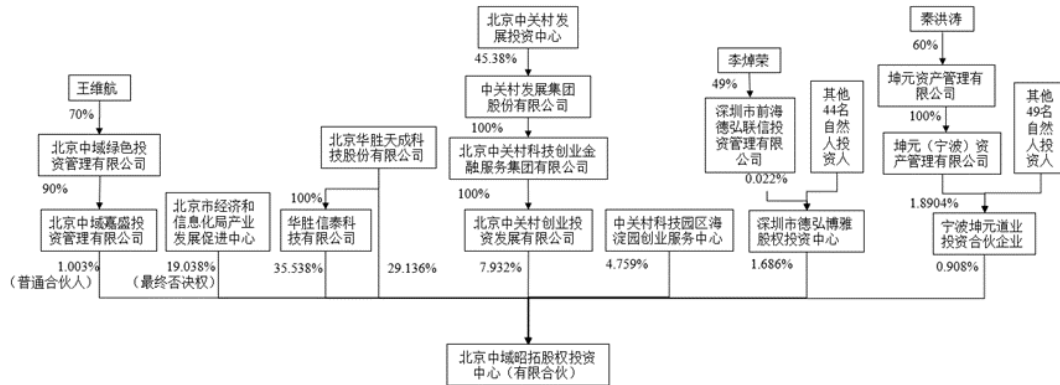 北京中关村发
展投资中心
秦洪涛
45.38%
60%
李焯荣
王维航
中关村发展集团
股份有限公司
49%
坤元资产管理有
限公司
其他
44名
自然
人投
资人
其他
49名
自然
人投
资人
70%
100%
深圳市前海
德弘联信投
资管理有限
公司
100%
北京华胜天成科
技股份有限公司
北京中域绿色投
资管理有限公司
北京中关村科技创业金
融服务集团有限公司
坤元（宁波）资
产管理有限公司
0.022%
90%
100%
100%
1.8904%
北京中域嘉盛投
资管理有限公司
北京市经济和
信息化局产业
发展促进中心
华胜信泰科
技有限公司
北京中关村创业投
资发展有限公司
中关村科技园区海
淀园创业服务中心
深圳市德弘博雅
股权投资中心
宁波坤元道业
投资合伙企业
1.003%
（普通合伙人）
19.038%
（最终否决权）
35.538%
29.136%
7.932%
4.759%
1.686%
0.908%
北京中域昭拓股权投资
中心（有限合伙）